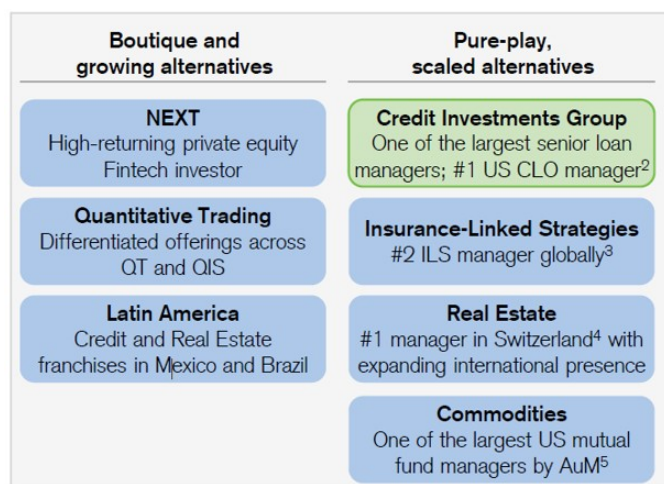 Boutique and
growing alternatives
NEXT
High-returning private equity
Fintech investor
Quantitative Trading
Differentiated offerings across
QT and QIS
Latin America
Credit and Real Estate
franchises in Mexico and Brazil
Pure-play,
scaled alternatives
Credit Investments Group
One of the largest senior loan
managers; #1 US CLO manager²
Insurance-Linked Strategies
#2 ILS manager globally³
Real Estate
#1 manager in Switzerland⁴ with
expanding international presence
Commodities
One of the largest US mutual
fund managers by AuM⁵